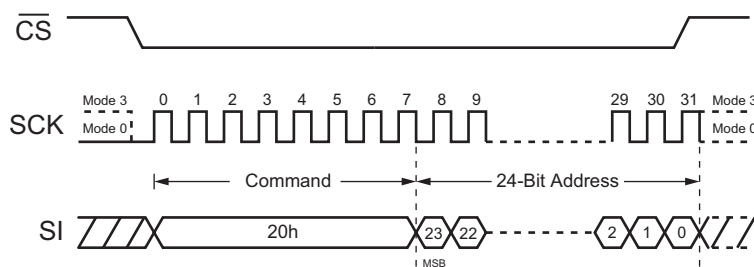 CS
Mode 3 0 1 2 3 4 5 6 7 8 9 29 30 31 Mode 3
SCK
Mode 0 Mode 0
Command 24-Bit Address
SI 20h 23 22 2 1 0
MSB